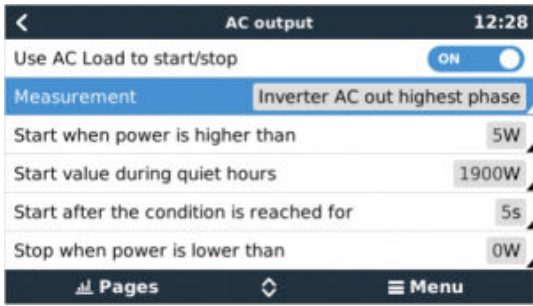 AC output 12:28
Use AC Load to start/stop ON
Measurement Inverter AC out highest phase
Start when power is higher than 5W
Start value during quiet hours 1900W
Start after the condition is reached for 5s
Stop when power is lower than 0W
Pages Menu